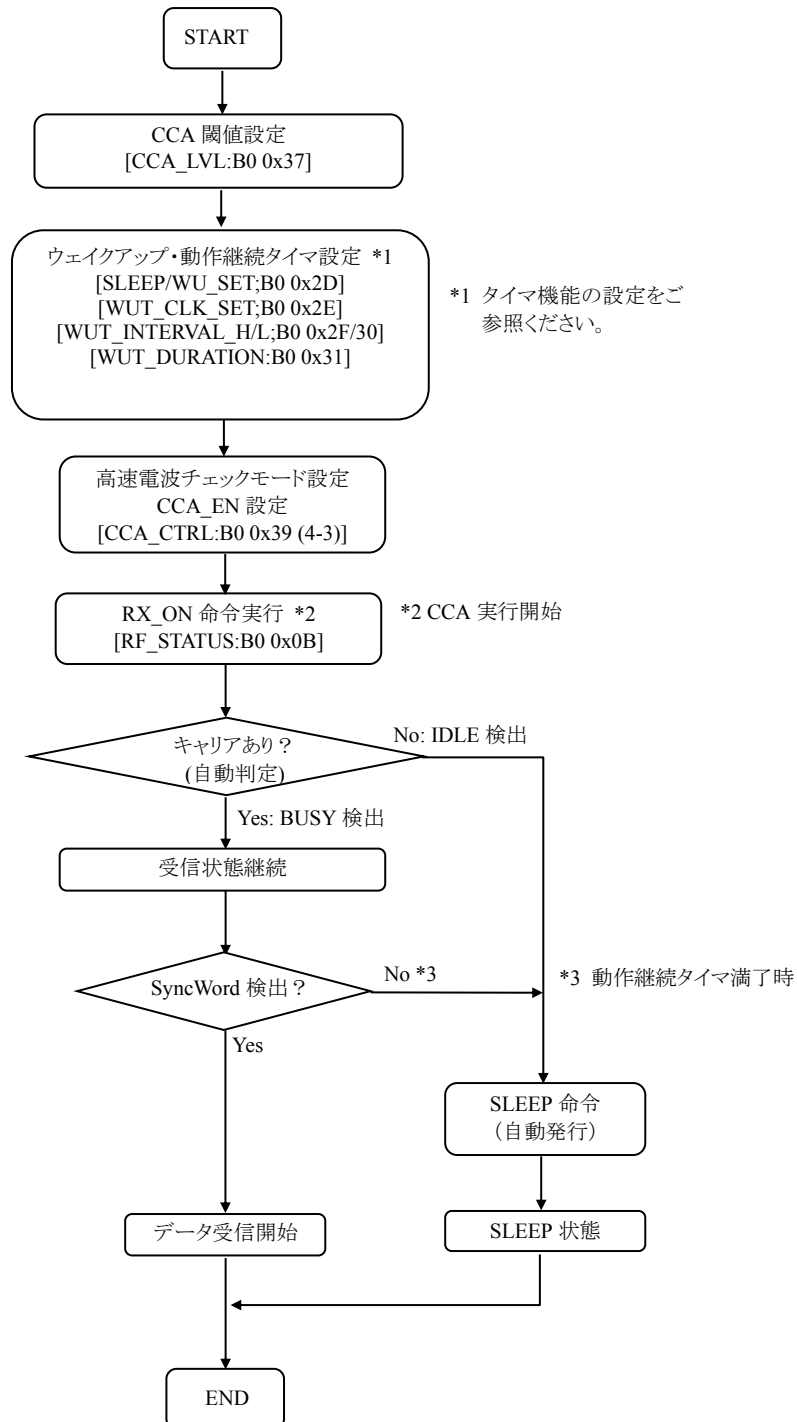 START
CCA 閾値設定
[CCA_LVL:B0 0x37]
ウェイクアップ・動作継続タイマ設定 *1
[SLEEP/WU_SET;B0 0x2D]
[WUT_CLK_SET;B0 0x2E]
[WUT_INTERVAL_H/L;B0 0x2F/30]
[WUT_DURATION:B0 0x31]
*1 タイマ機能の設定をご
参照ください。
高速電波チェックモード設定
CCA_EN 設定
[CCA_CTRL:B0 0x39 (4-3)]
RX_ON 命令実行 *2
[RF_STATUS:B0 0x0B]
*2 CCA 実行開始
キャリアあり？
(自動判定)
No: IDLE 検出
Yes: BUSY 検出
受信状態継続
SyncWord 検出？
No *3
*3 動作継続タイマ満了時
Yes
SLEEP 命令
（自動発行）
データ受信開始
SLEEP 状態
END